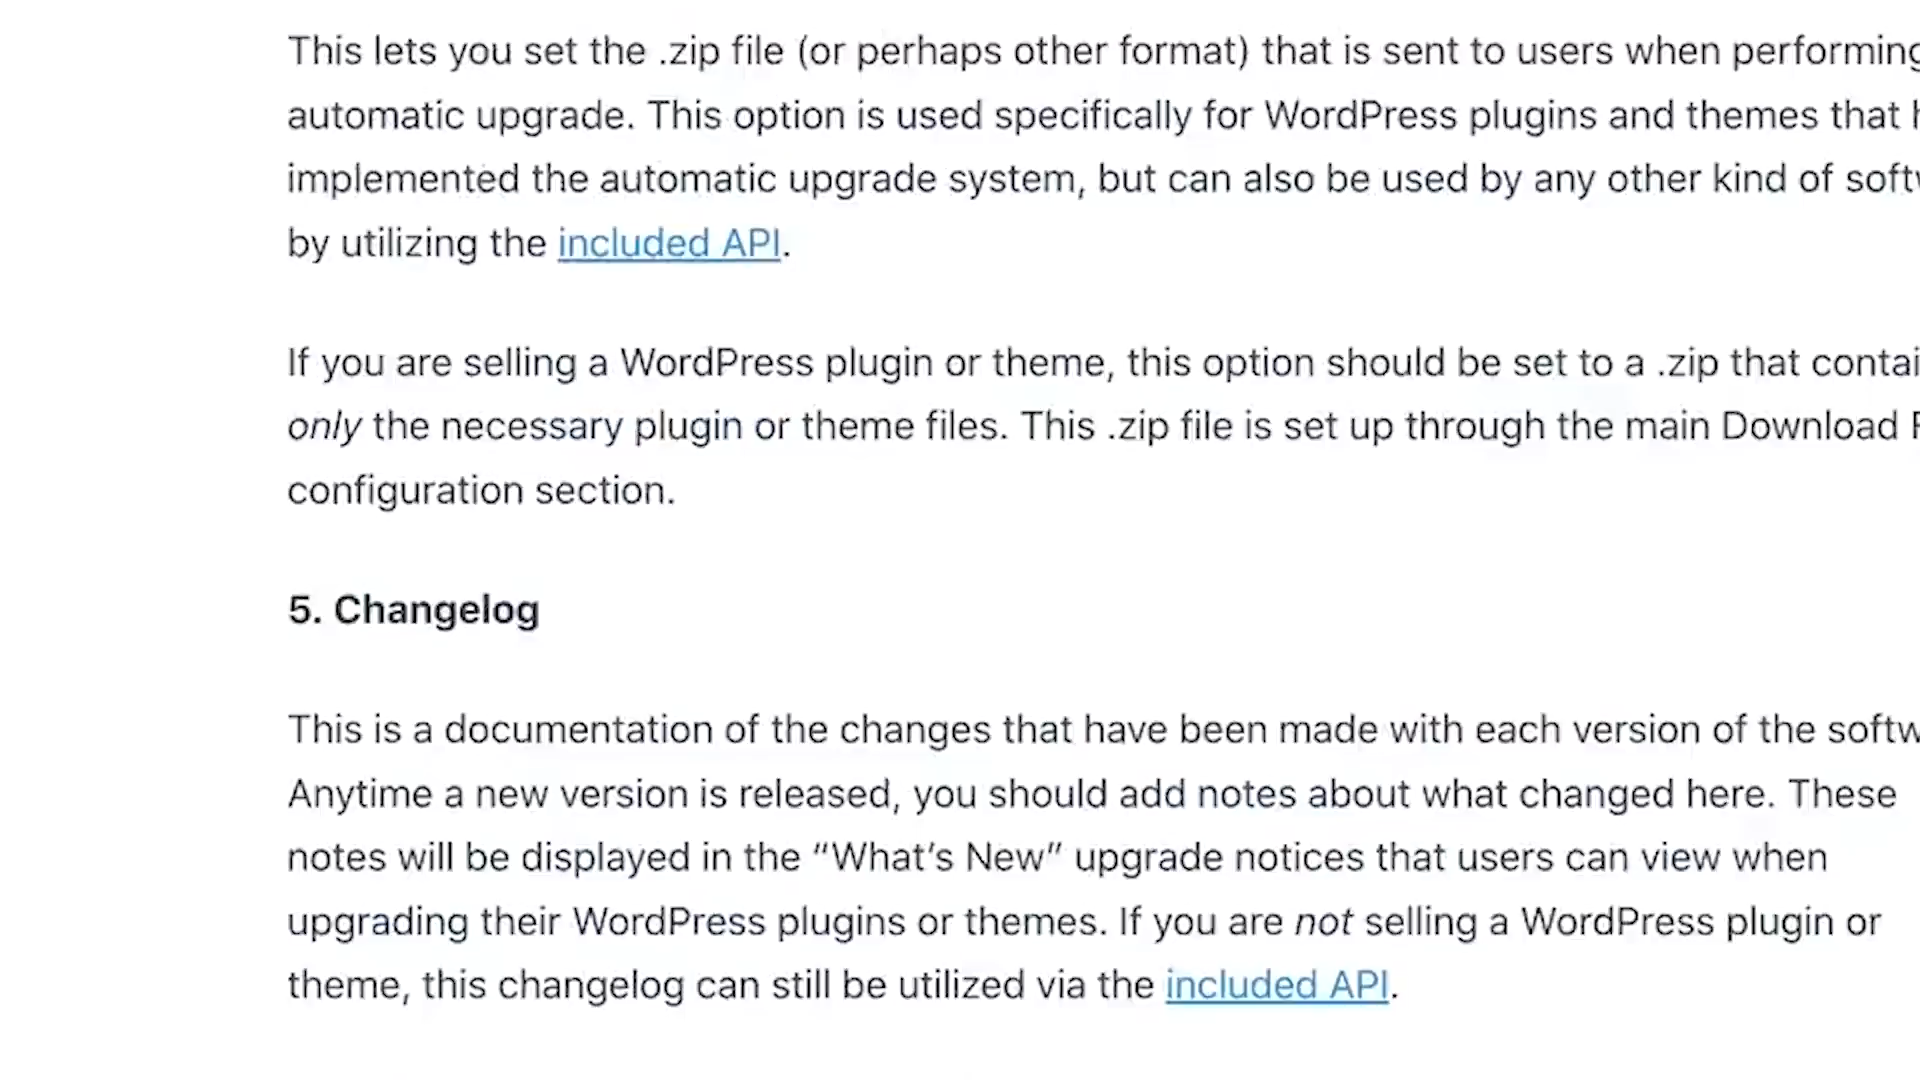 This lets you set the .zip file (or perhaps other format) that is sent to users when performing
automatic upgrade. This option is used specifically for WordPress plugins and themes that
implemented the automatic upgrade system, but can also be used by any other kind of
by utilizing the included API.
If you are selling a WordPress plugin or theme, this option should be set to a .zip that
only the necessary plugin or theme files. This .zip file is set up through the main Download
configuration section.
5. Changelog
This is a documentation of the changes that have been made with each version of the
Anytime a new version is released, you should add notes about what changed here. These
notes will be displayed in the “What’s New” upgrade notices that users can view when
upgrading their WordPress plugins or themes. If you are not selling a WordPress plugin or
theme, this changelog can still be utilized via the included API.